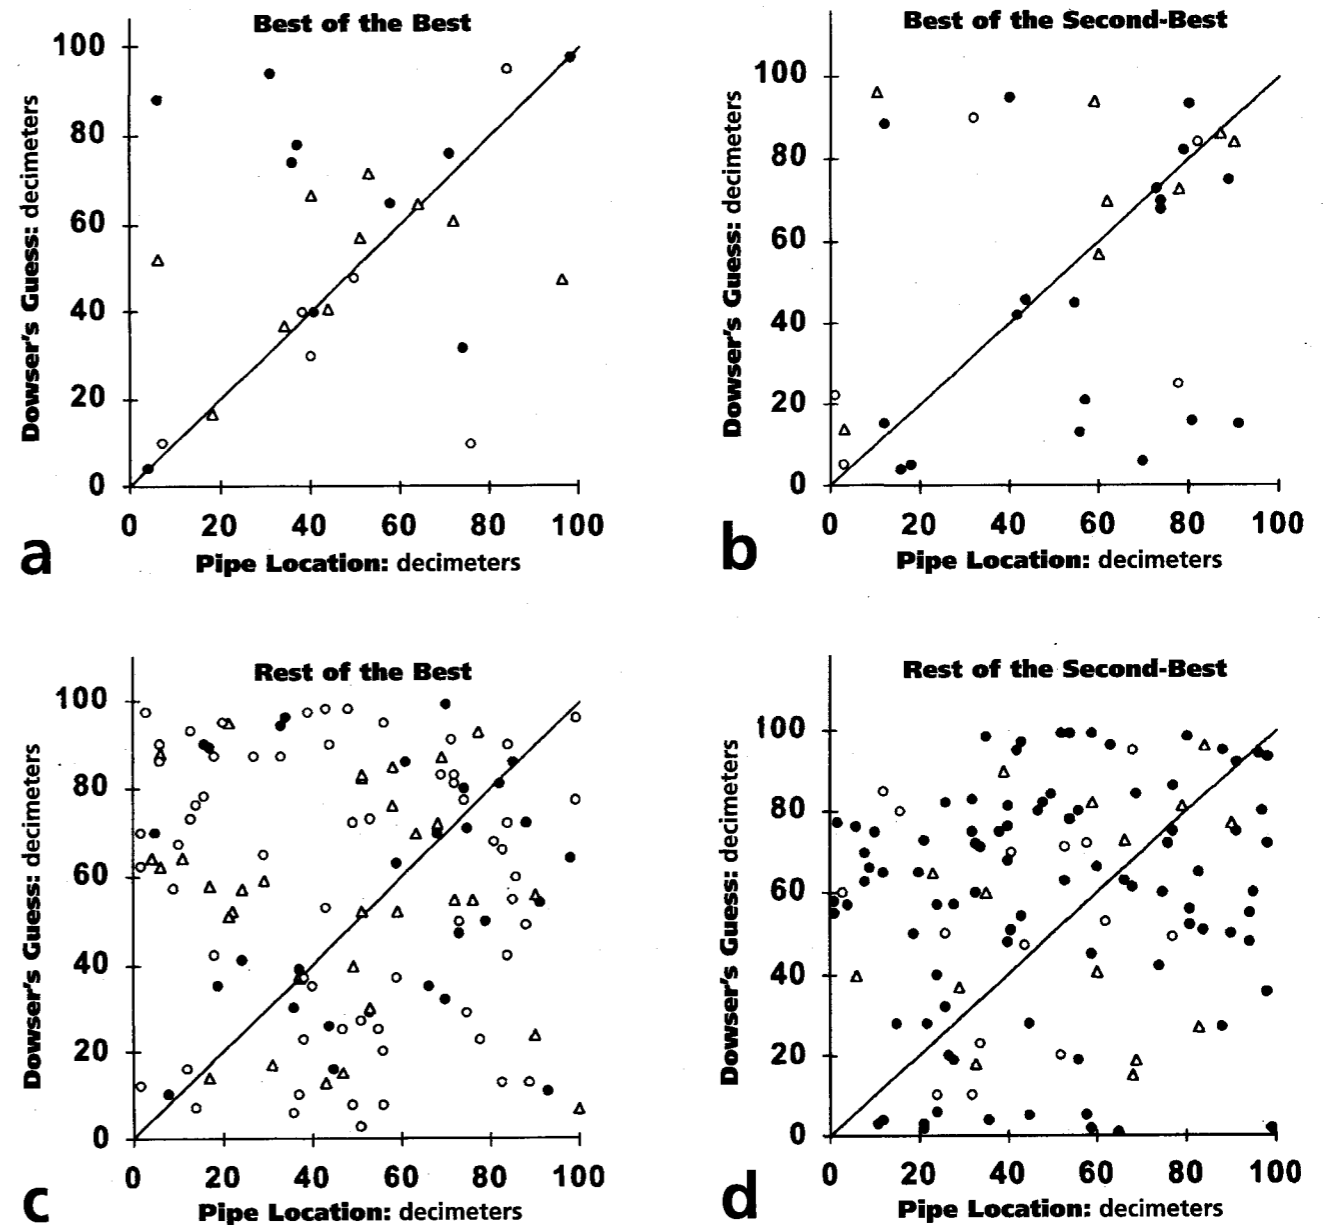 Best of the Best
100
80
60
40
20
0
Dowser's Guess: decimeters
0 20 40 60 80 100
Pipe Location: decimeters
a
Best of the Second-Best
100
80
60
40
20
0
Dowser's Guess: decimeters
0 20 40 60 80 100
Pipe Location: decimeters
b
Rest of the Best
100
80
60
40
20
0
Dowser's Guess: decimeters
0 20 40 60 80 100
Pipe Location: decimeters
c
Rest of the Second-Best
100
80
60
40
20
0
Dowser's Guess: decimeters
0 20 40 60 80 100
Pipe Location: decimeters
d